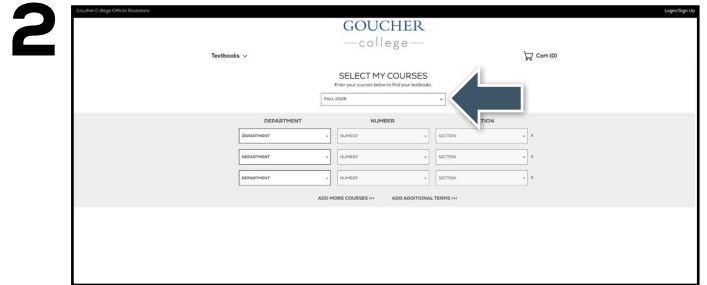 2
Goucher College Official Bookstore
Login/Sign Up
GOUCHER
college
Textbooks
Cart (0)
SELECT MY COURSES
Enter your courses below to find your textbooks.
FALL 2025
DEPARTMENT NUMBER
DEPARTMENT NUMBER SECTION X
DEPARTMENT NUMBER SECTION X
DEPARTMENT NUMBER SECTION X
ADD MORE COURSES >>> ADD ADDITIONAL TERMS >>>